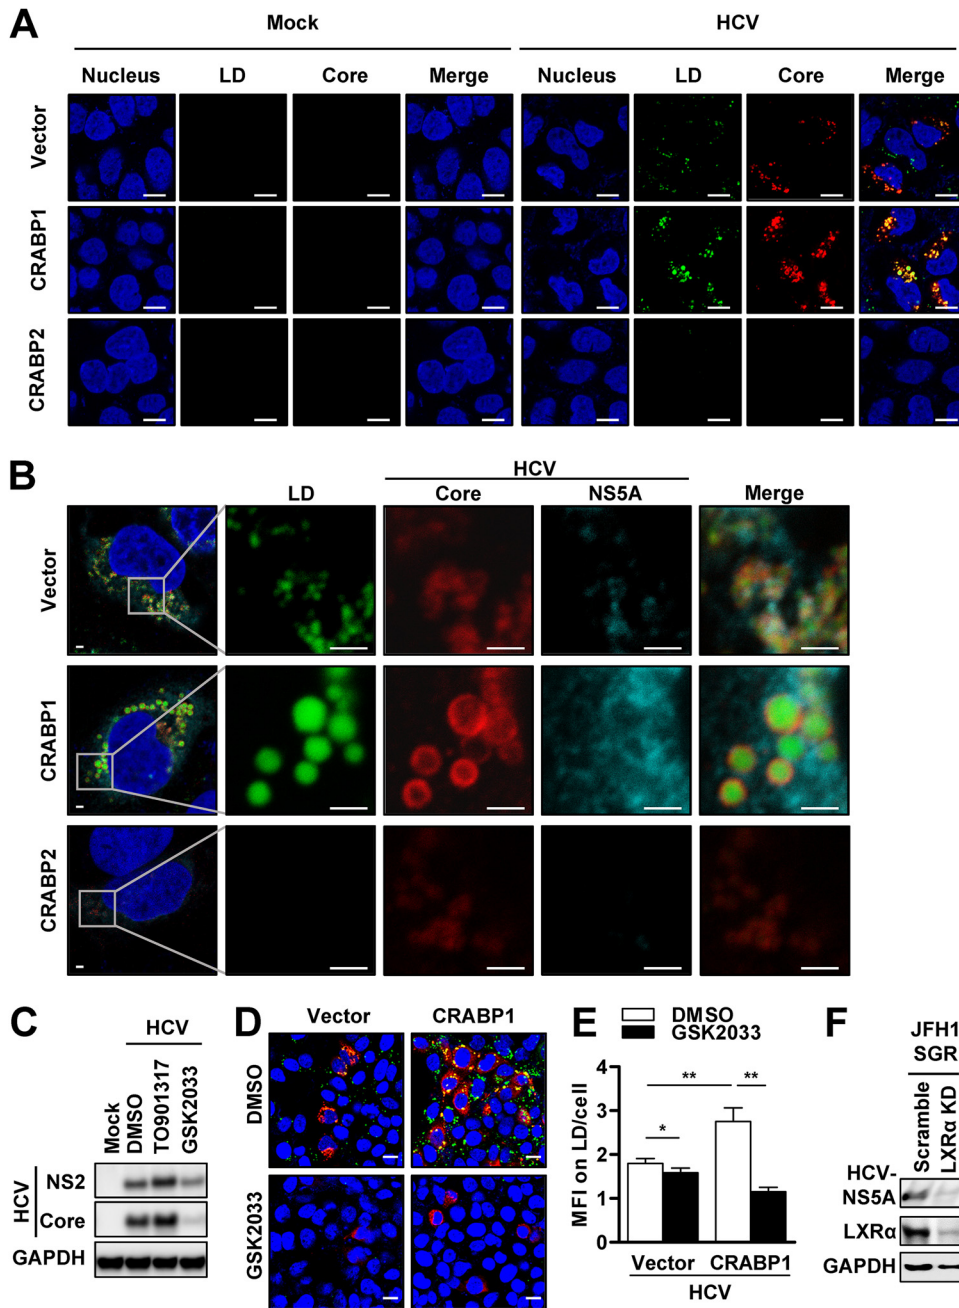 A
Mock
HCV
Nucleus LD Core Merge Nucleus LD Core Merge
Vector
CRABP1
CRABP2
B
HCV
LD Core NS5A Merge
Vector
CRABP1
CRABP2
C
HCV
Mock
DMSO
TO901317
GSK2033
HCV
NS2
Core
GAPDH
D
Vector CRABP1
DMSO
GSK2033
E
DMSO
GSK2033
MFI on LD/cell
4
3
2
1
0
**
**
*
Vector CRABP1
HCV
F
JFH1
SGR
Scramble
LXRα KD
HCV-
NS5A
LXRα
GAPDH